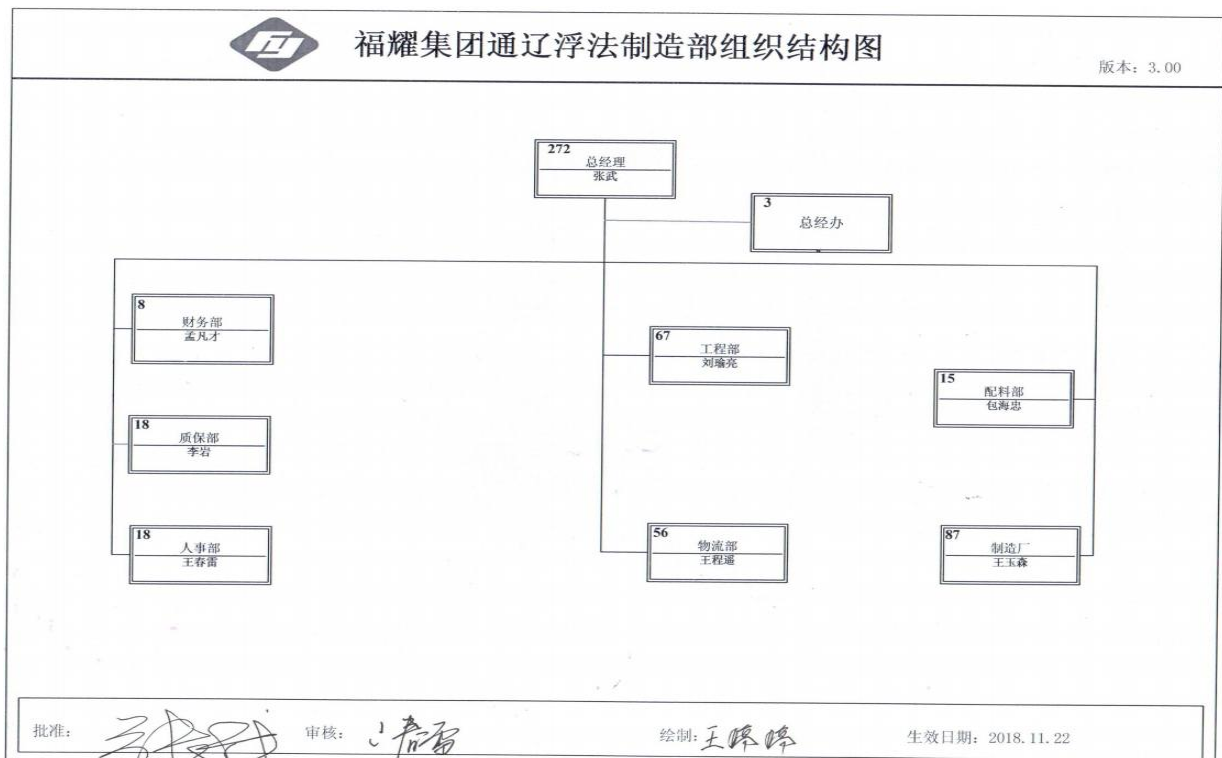 福耀集团通辽浮法制造部组织结构图
版本：3.00
272
总经理
张武
3
总经办
8
财务部
孟凡才
67
工程部
刘瑜亮
15
配料部
包海忠
18
质保部
李岩
18
人事部
王春雷
56
物流部
王程遥
87
制造厂
王玉森
批准：
审核：
绘制：王婷婷
生效日期：2018.11.22